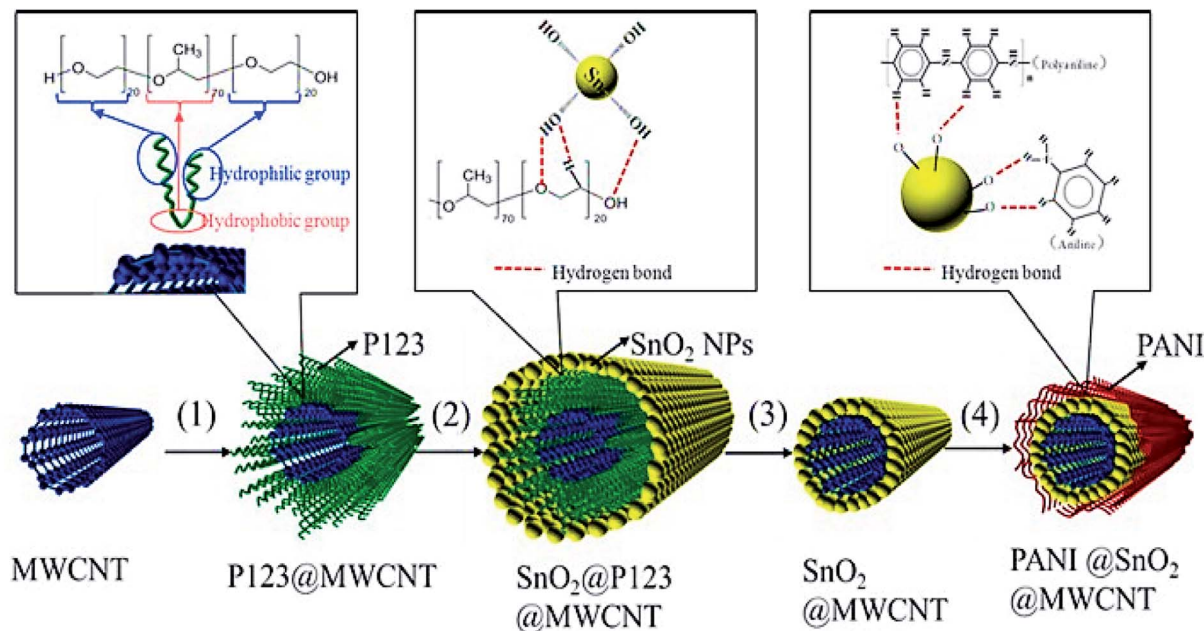 CH₃
H
O
O
O
OH
20
70
20
Hydrophilic group
Hydrophobic group
HO
OH
Sn
HO
OH
H
CH₃
O
O
OH
70
20
Hydrogen bond
(Polyaniline)
n
O
O
O
O
H
(Aniline)
Hydrogen bond
P123
SnO₂ NPs
PANI
(1)
(2)
(3)
(4)
MWCNT
P123@MWCNT
SnO₂@P123
@MWCNT
SnO₂
@MWCNT
PANI @SnO₂
@MWCNT